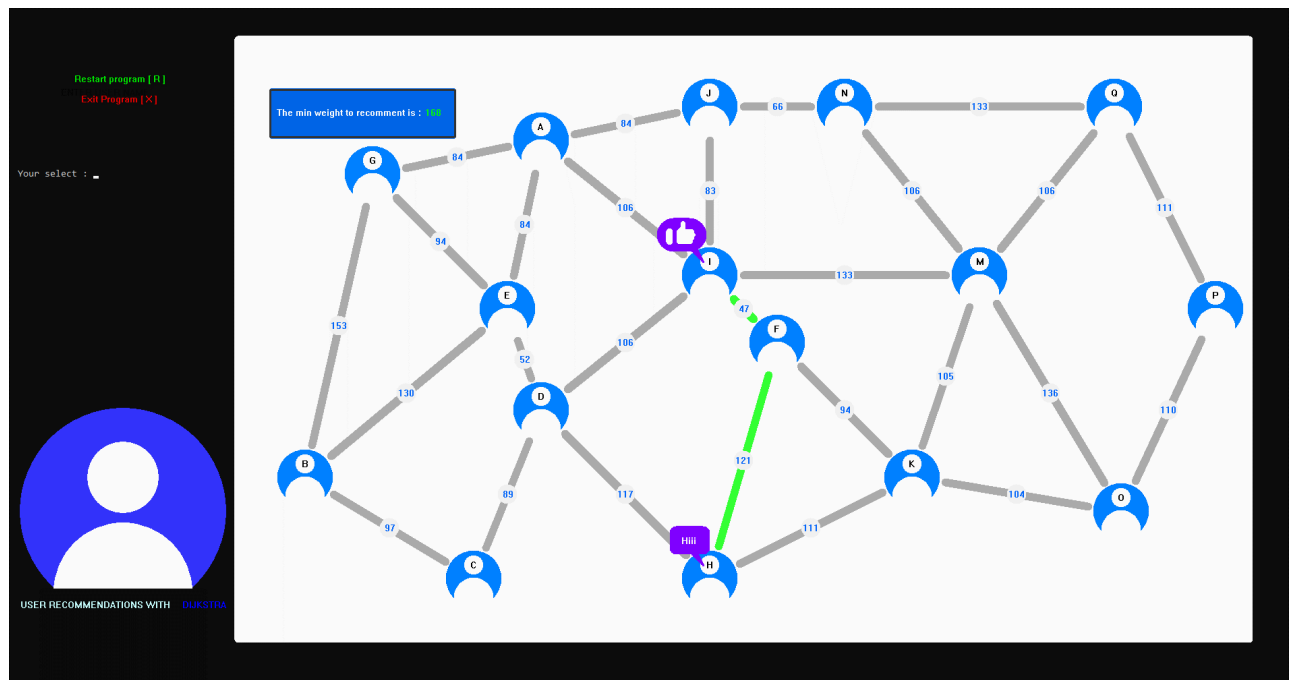 Restart program [ R ]
Exit Program [ X ]
Your select :
USER RECOMMENDATIONS WITH DIJKSTRA
The min weight to recomment is : 168
J
66
N
133
Q
84
A
84
G
83
106
106
106
111
94
84
I
133
M
P
E
47
F
153
52
106
130
D
105
136
94
110
121
B
K
89
117
104
O
97
111
Hiii
C
H